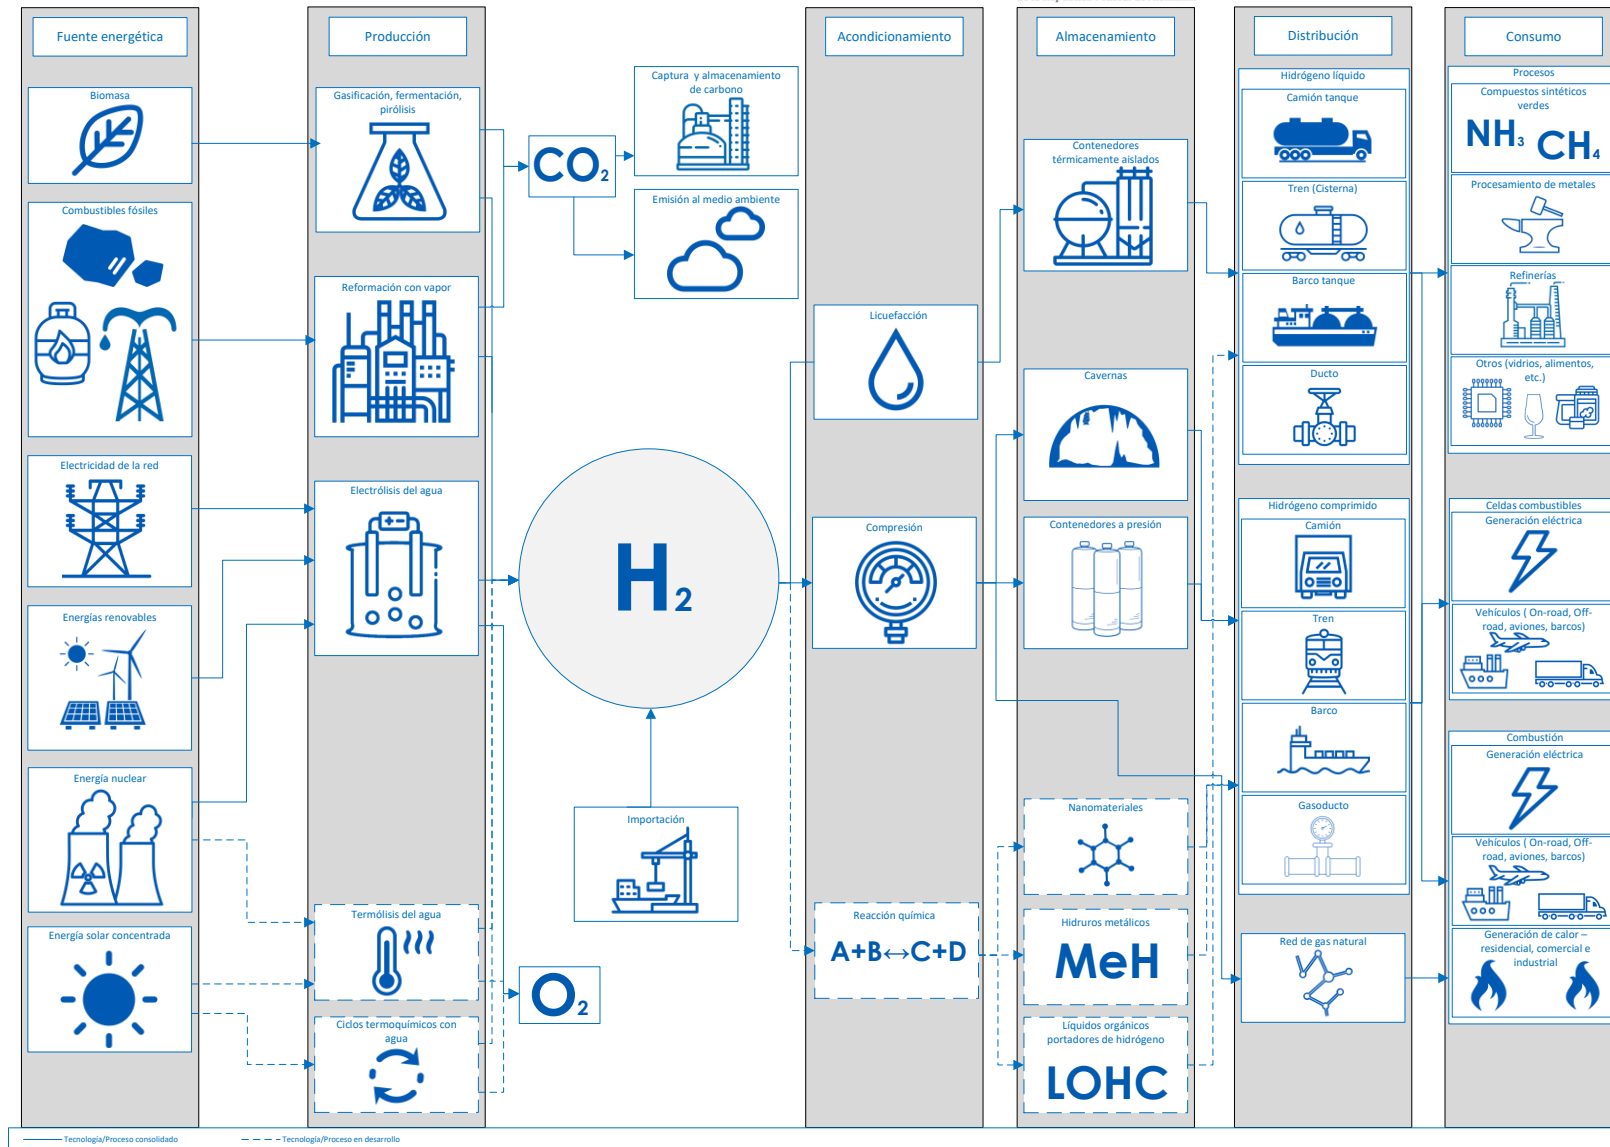 Fuente energética
Producción
Acondicionamiento
Almacenamiento
Distribución
Consumo
Biomasa
Combustibles fósiles
Electricidad de la red
Energías renovables
Energía nuclear
Energía solar concentrada
Gasificación, fermentación,
pirólisis
Reformación con vapor
Electrólisis del agua
Termólisis del agua
Ciclos termoquímicos con
agua
CO₂
Captura y almacenamiento
de carbono
Emisión al medio ambiente
H₂
Importación
O₂
Licuefacción
Compresión
Reacción química
A+B↔C+D
Contenedores
térmicamente aislados
Cavernas
Contenedores a presión
Nanomateriales
Hidruros metálicos
MeH
Líquidos orgánicos
portadores de hidrógeno
LOHC
Hidrógeno líquido
Camión tanque
Tren (Cisterna)
Barco tanque
Ducto
Hidrógeno comprimido
Camión
Tren
Barco
Gasoducto
Red de gas natural
Procesos
Compuestos sintéticos
verdes
NH₃ CH₄
Procesamiento de metales
Refinerías
Otros (vidrios, alimentos,
etc.)
Celdas combustibles
Generación eléctrica
Vehículos ( On-road, Off-
road, aviones, barcos)
Combustión
Generación eléctrica
Vehículos ( On-road, Off-
road, aviones, barcos)
Generación de calor –
residencial, comercial e
industrial
Tecnología/Proceso consolidado
Tecnología/Proceso en desarrollo